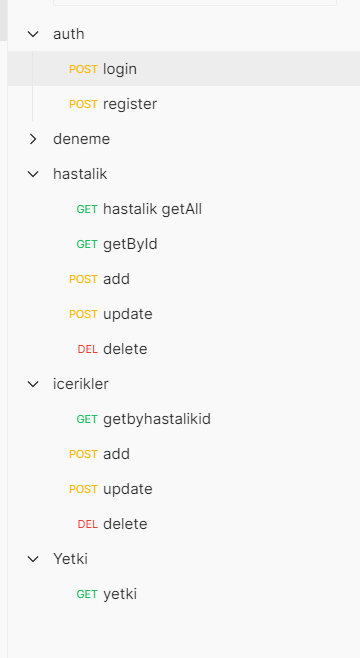 auth
POST login
POST register
deneme
hastalik
GET hastalik getAll
GET getById
POST add
POST update
DEL delete
icerikler
GET getbyhastalikid
POST add
POST update
DEL delete
Yetki
GET yetki